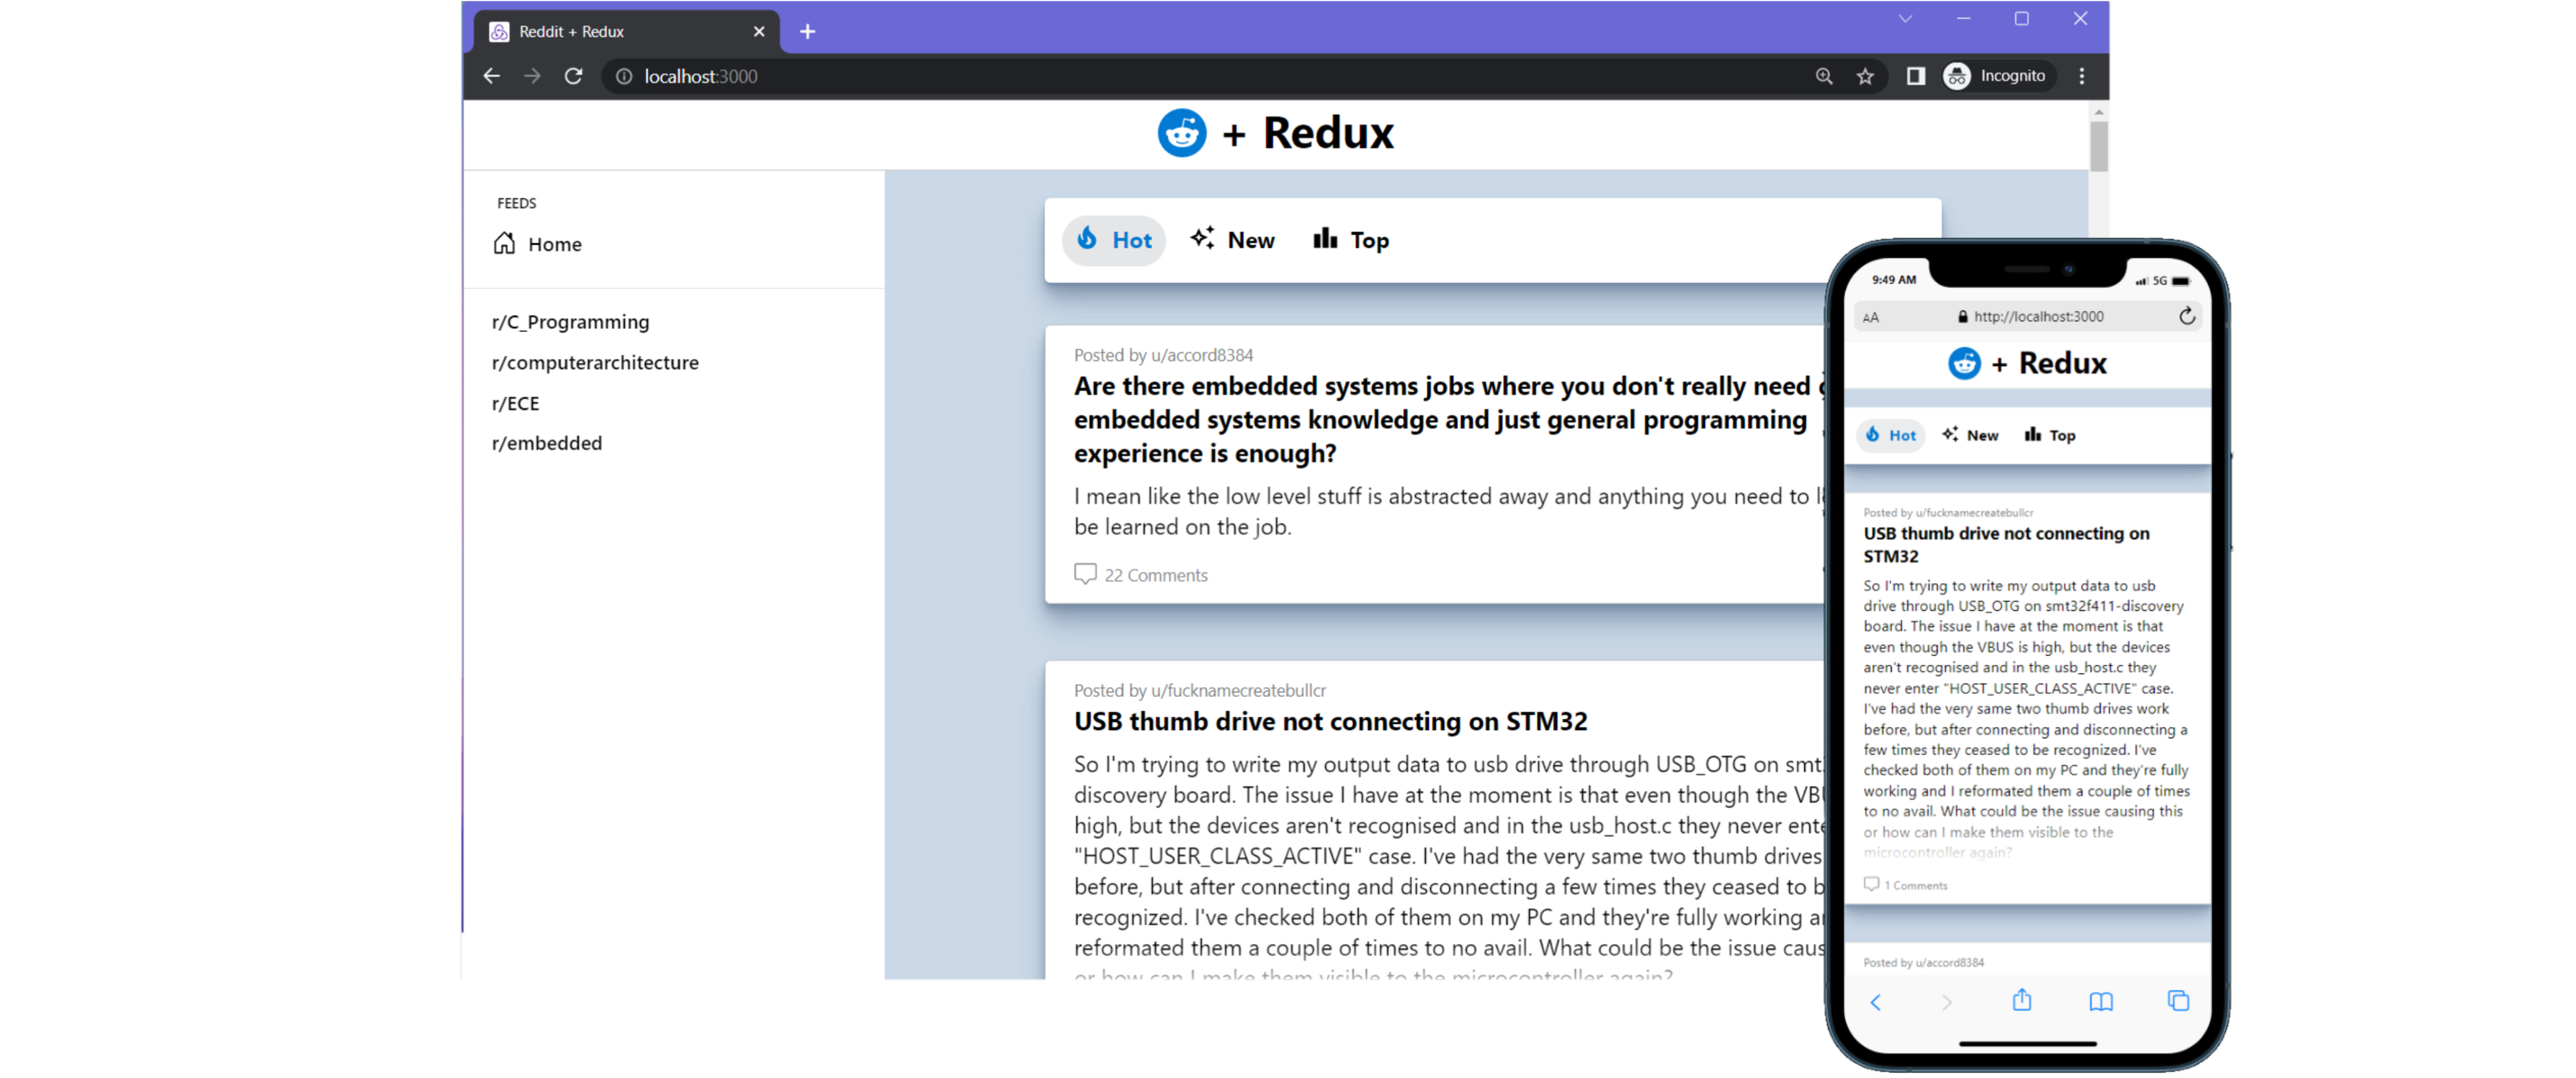 Reddit + Redux
localhost:3000
Incognito
+ Redux
FEEDS
Home
r/C_Programming
r/computerarchitecture
r/ECE
r/embedded
Hot New Top
Posted by u/accord8384
Are there embedded systems jobs where you don't really need
embedded systems knowledge and just general programming
experience is enough?
I mean like the low level stuff is abstracted away and anything you need to
be learned on the job.
22 Comments
Posted by u/fucknamecreatebullcr
USB thumb drive not connecting on STM32
So I'm trying to write my output data to usb drive through USB_OTG on smt
discovery board. The issue I have at the moment is that even though the
high, but the devices aren't recognised and in the usb_host.c they never
"HOST_USER_CLASS_ACTIVE" case. I've had the very same two thumb drives
before, but after connecting and disconnecting a few times they ceased to
recognized. I've checked both of them on my PC and they're fully working
reformated them a couple of times to no avail. What could be the issue
or how can I make them visible to the microcontroller again?
9:49 AM
5G
AA
http://localhost:3000
+ Redux
Hot New Top
Posted by u/fucknamecreatebullcr
USB thumb drive not connecting on
STM32
So I'm trying to write my output data to usb
drive through USB_OTG on smt32f411-discovery
board. The issue I have at the moment is that
even though the VBUS is high, but the devices
aren't recognised and in the usb_host.c they
never enter "HOST_USER_CLASS_ACTIVE" case.
I've had the very same two thumb drives work
before, but after connecting and disconnecting a
few times they ceased to be recognized. I've
checked both of them on my PC and they're fully
working and I reformated them a couple of times
to no avail. What could be the issue causing this
or how can I make them visible to the
microcontroller again?
1 Comments
Posted by u/accord8384